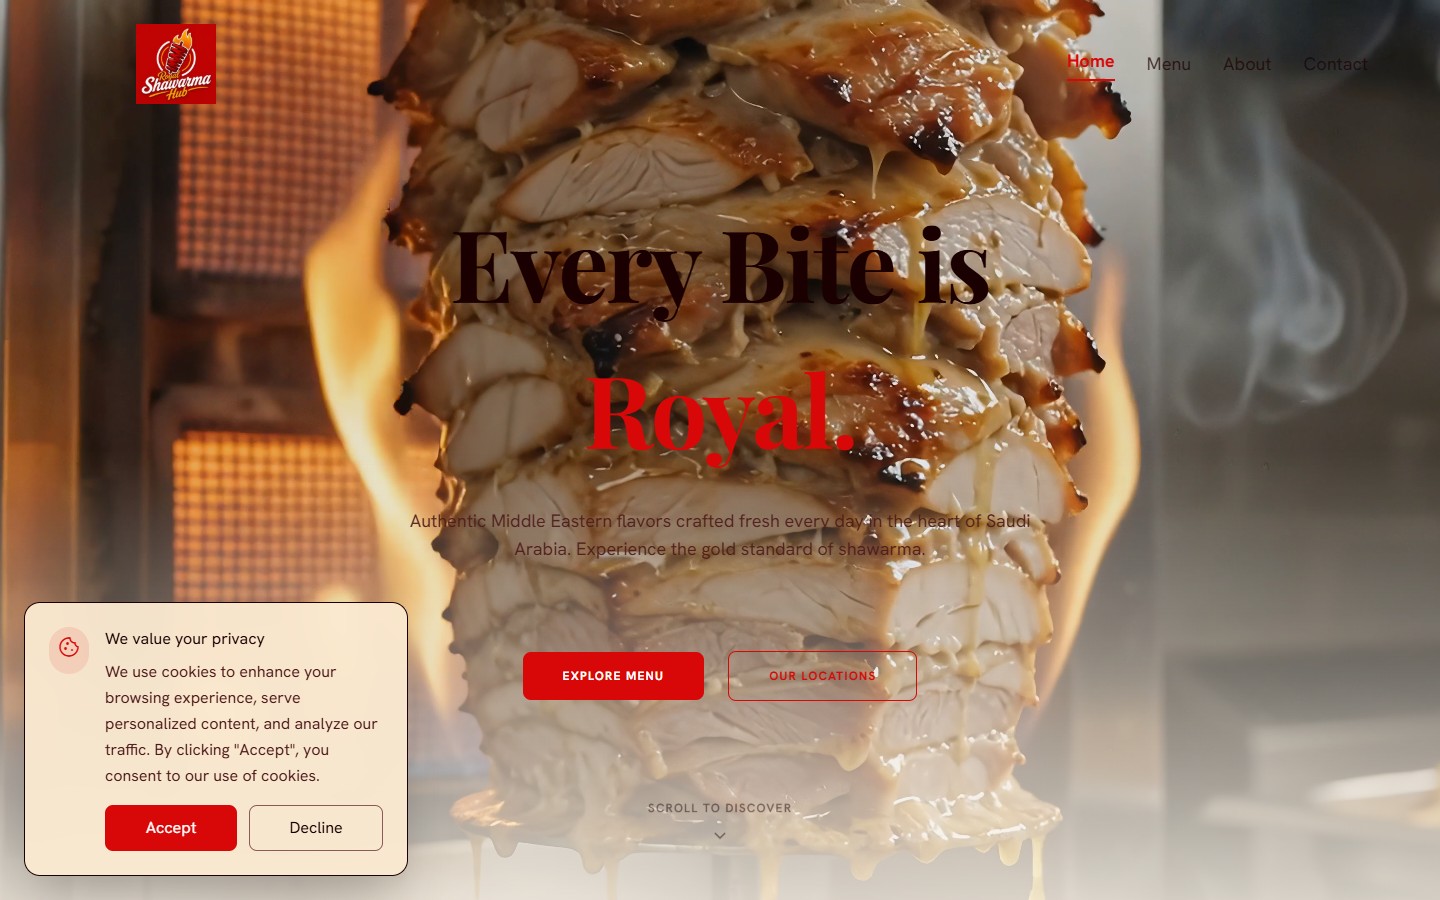 Royal
Shawarma
Hub
Home
Menu
About
Contact
Every Bite is
Royal.
Authentic Middle Eastern flavors crafted fresh every day in the heart of Saudi
Arabia. Experience the gold standard of shawarma.
EXPLORE MENU
OUR LOCATIONS
SCROLL TO DISCOVER
We value your privacy
We use cookies to enhance your
browsing experience, serve
personalized content, and analyze our
traffic. By clicking "Accept", you
consent to our use of cookies.
Accept
Decline